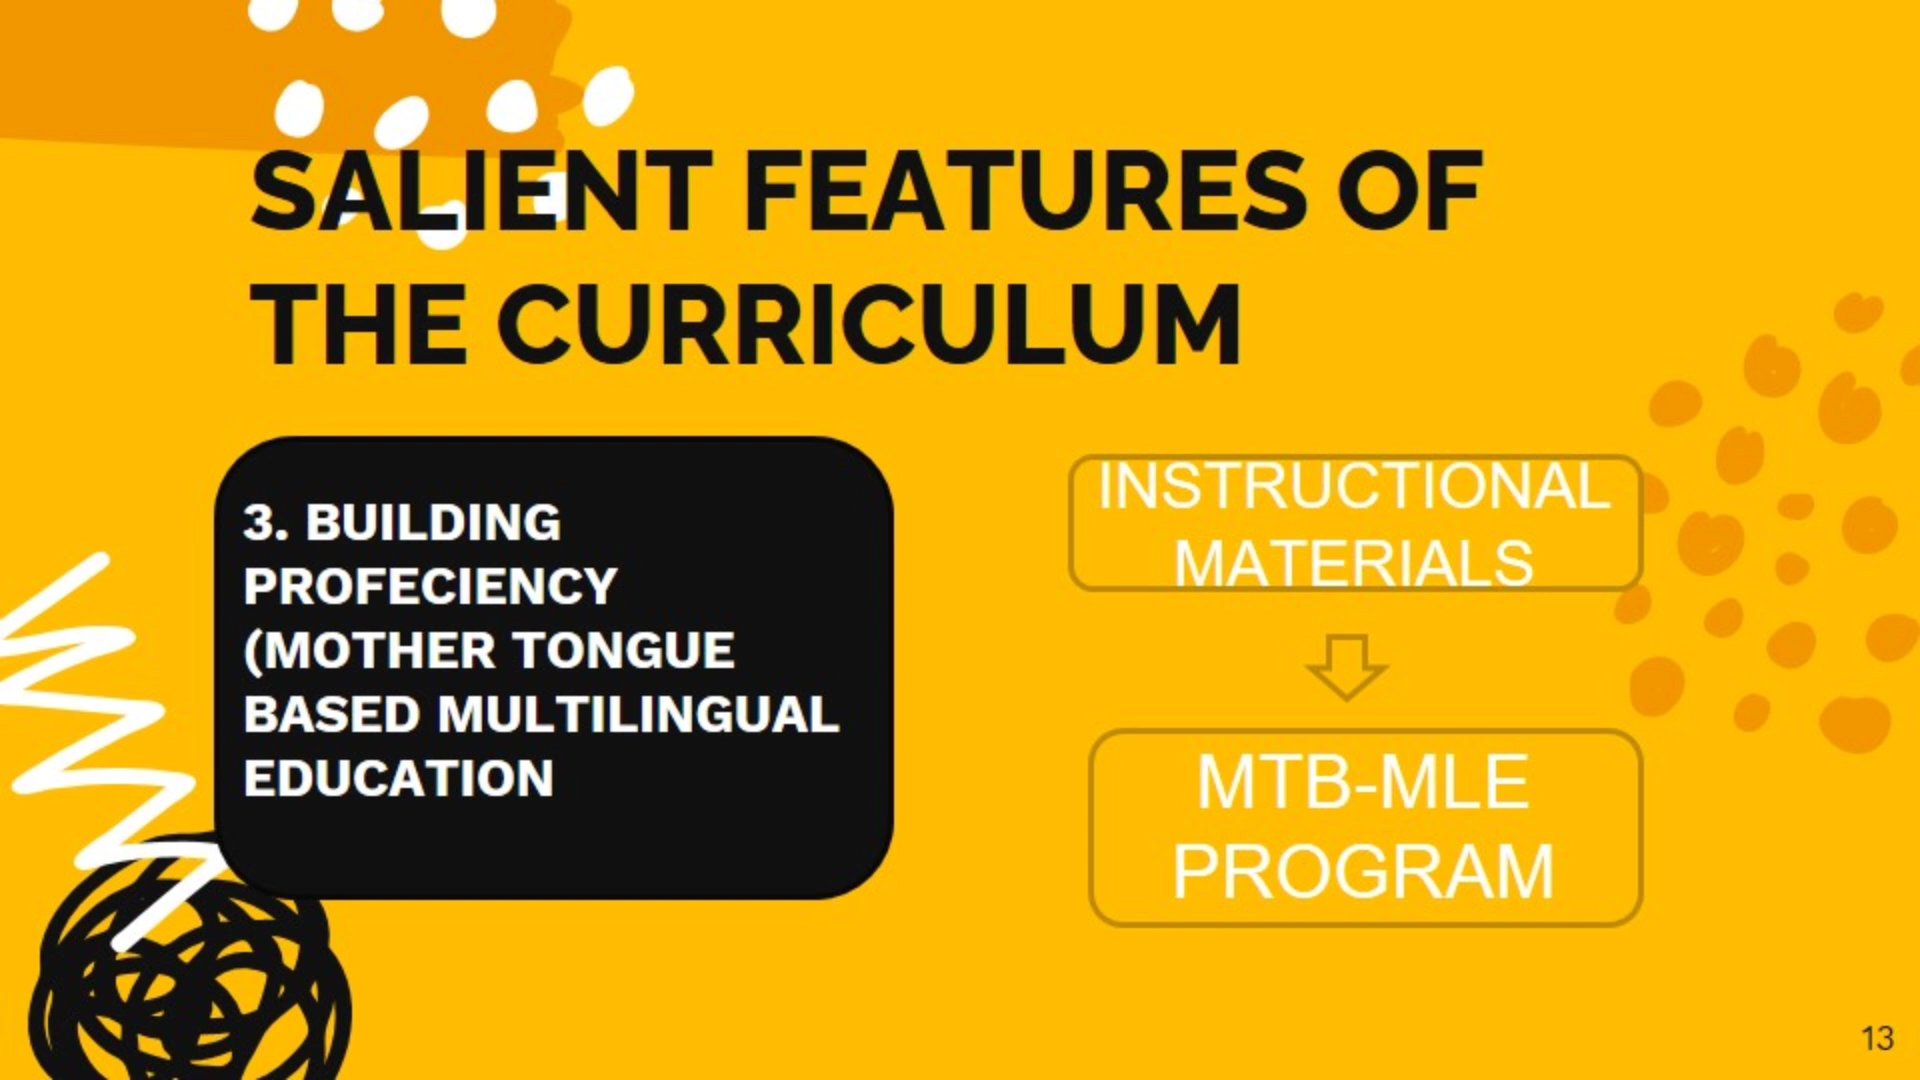 SALIENT FEATURES OF
THE CURRICULUM
3. BUILDING
PROFECIENCY
(MOTHER TONGUE
BASED MULTILINGUAL
EDUCATION
INSTRUCTIONAL
MATERIALS
MTB-MLE
PROGRAM
13